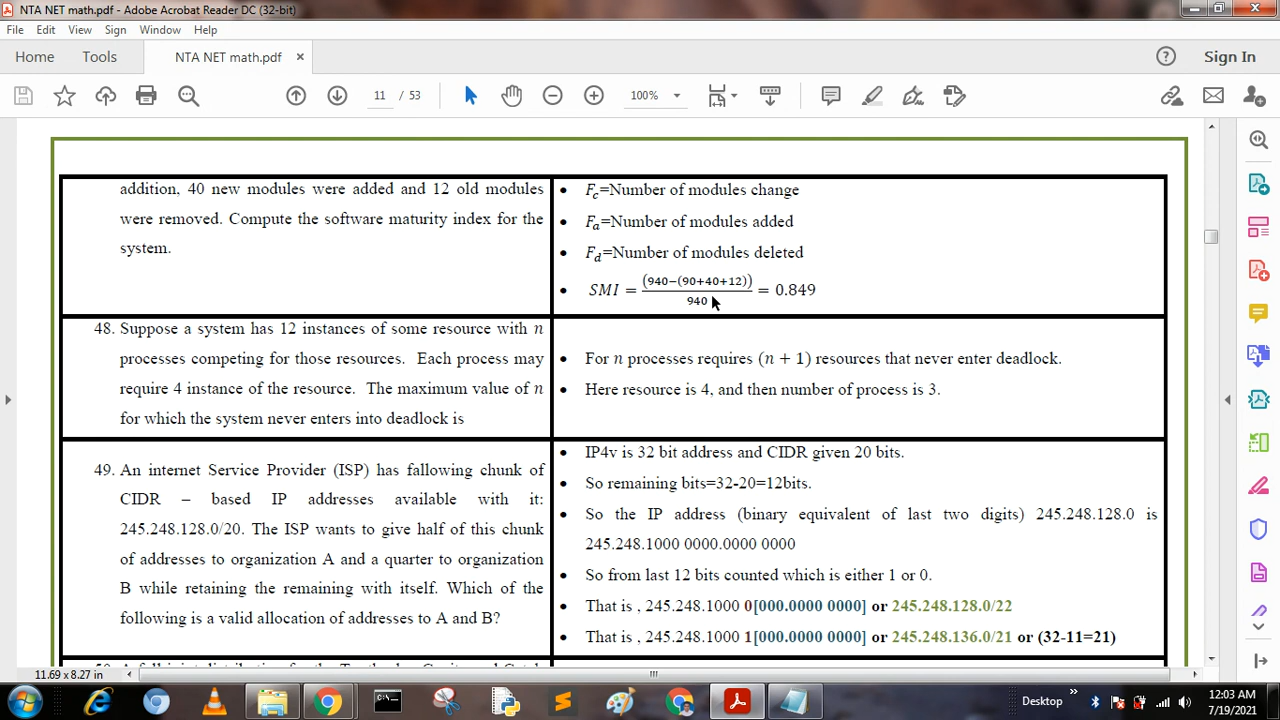 NTA NET math.pdf - Adobe Acrobat Reader DC (32-bit)
File Edit View Sign Window Help
Home Tools NTA NET math.pdf × Sign In
11 / 53 100%
addition, 40 new modules were added and 12 old modules
were removed. Compute the software maturity index for the
system.
• F_c=Number of modules change
• F_a=Number of modules added
• F_d=Number of modules deleted
• SMI = (940−(90+40+12))/940 = 0.849
48. Suppose a system has 12 instances of some resource with n
processes competing for those resources. Each process may
require 4 instance of the resource. The maximum value of n
for which the system never enters into deadlock is
• For n processes requires (n + 1) resources that never enter deadlock.
• Here resource is 4, and then number of process is 3.
49. An internet Service Provider (ISP) has fallowing chunk of
CIDR – based IP addresses available with it:
245.248.128.0/20. The ISP wants to give half of this chunk
of addresses to organization A and a quarter to organization
B while retaining the remaining with itself. Which of the
following is a valid allocation of addresses to A and B?
• IP4v is 32 bit address and CIDR given 20 bits.
• So remaining bits=32-20=12bits.
• So the IP address (binary equivalent of last two digits) 245.248.128.0 is
245.248.1000 0000.0000 0000
• So from last 12 bits counted which is either 1 or 0.
• That is , 245.248.1000 0[000.0000 0000] or 245.248.128.0/22
• That is , 245.248.1000 1[000.0000 0000] or 245.248.136.0/21 or (32-11=21)
11.69 x 8.27 in
Desktop
12:03 AM
7/19/2021